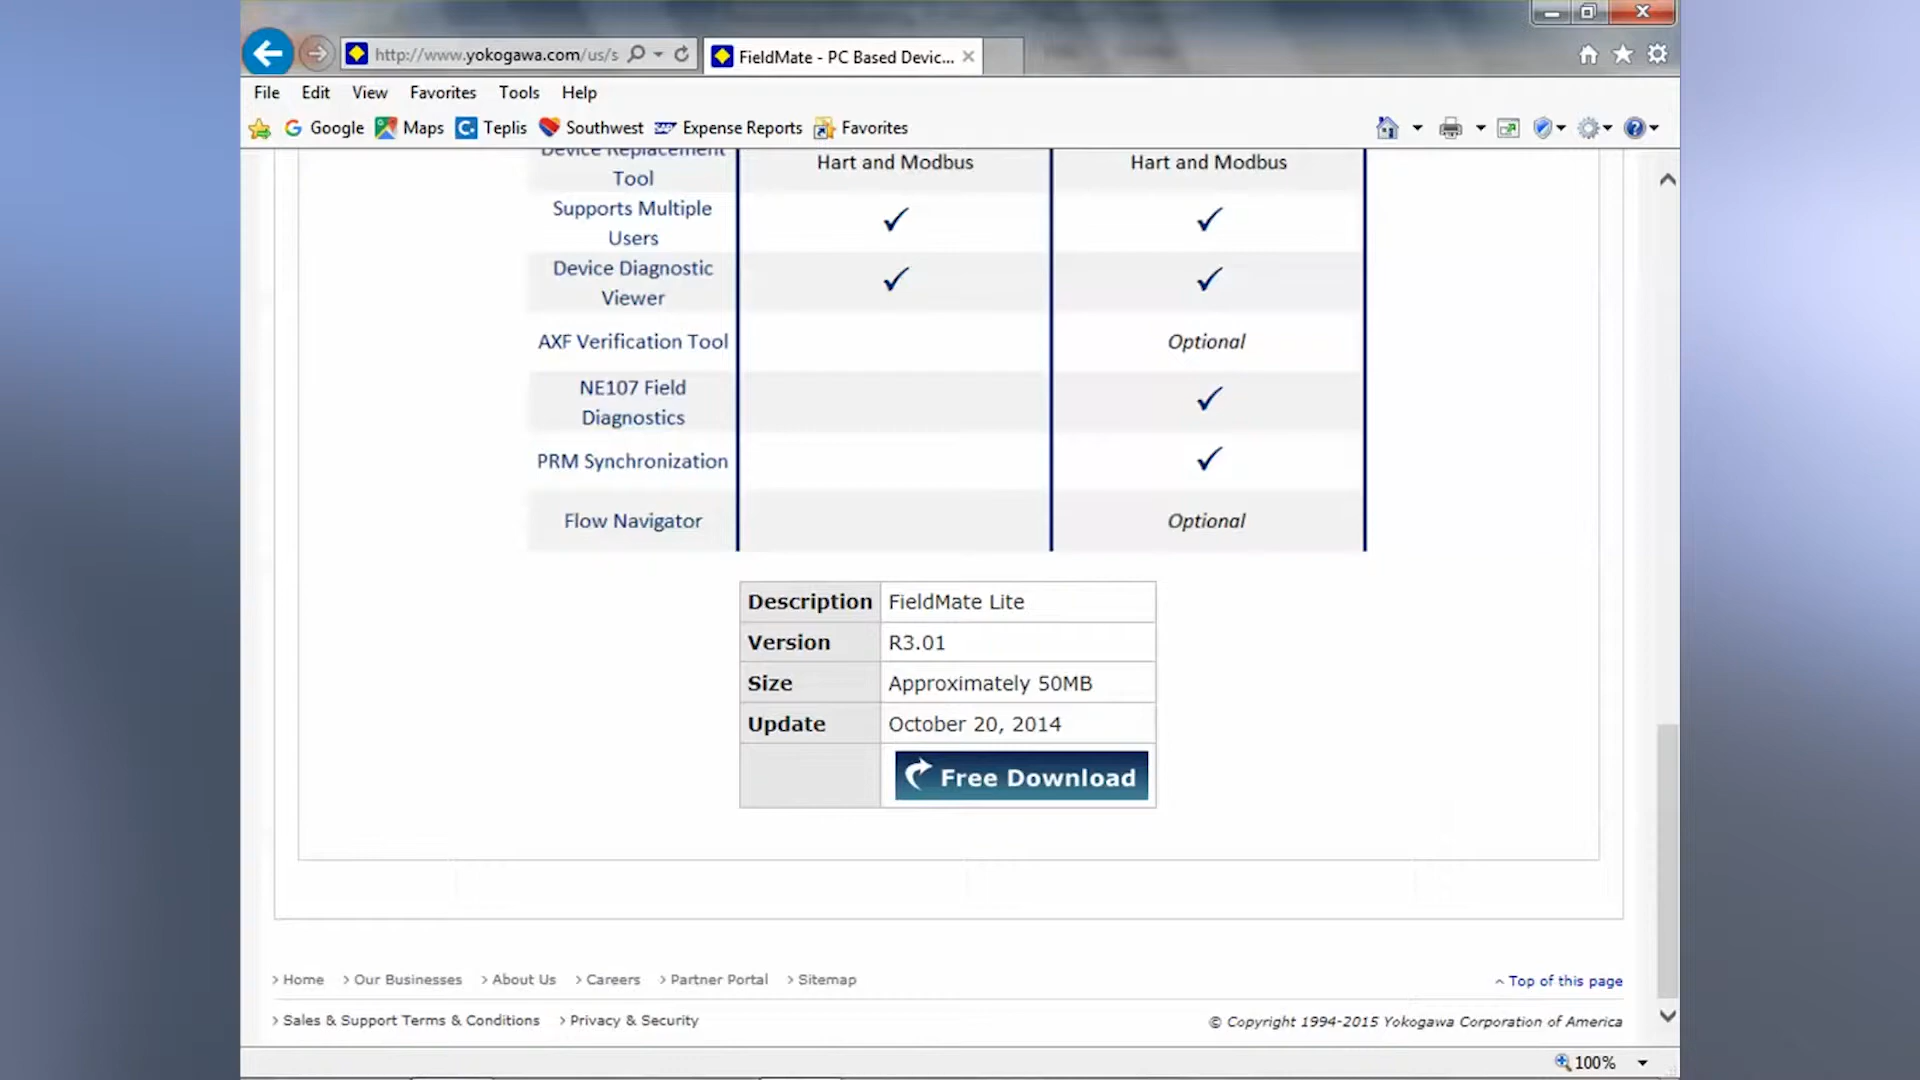 http://www.yokogawa.com/us/s
FieldMate - PC Based Devic...
File Edit View Favorites Tools Help
Google Maps Teplis Southwest Expense Reports Favorites
Device Replacement
Tool
Hart and Modbus
Hart and Modbus
Supports Multiple
Users
✓ ✓
Device Diagnostic
Viewer
✓ ✓
AXF Verification Tool
Optional
NE107 Field
Diagnostics
✓
PRM Synchronization
✓
Flow Navigator
Optional
Description FieldMate Lite
Version R3.01
Size Approximately 50MB
Update October 20, 2014
Free Download
> Home > Our Businesses > About Us > Careers > Partner Portal > Sitemap
^ Top of this page
> Sales & Support Terms & Conditions > Privacy & Security
© Copyright 1994-2015 Yokogawa Corporation of America
100%